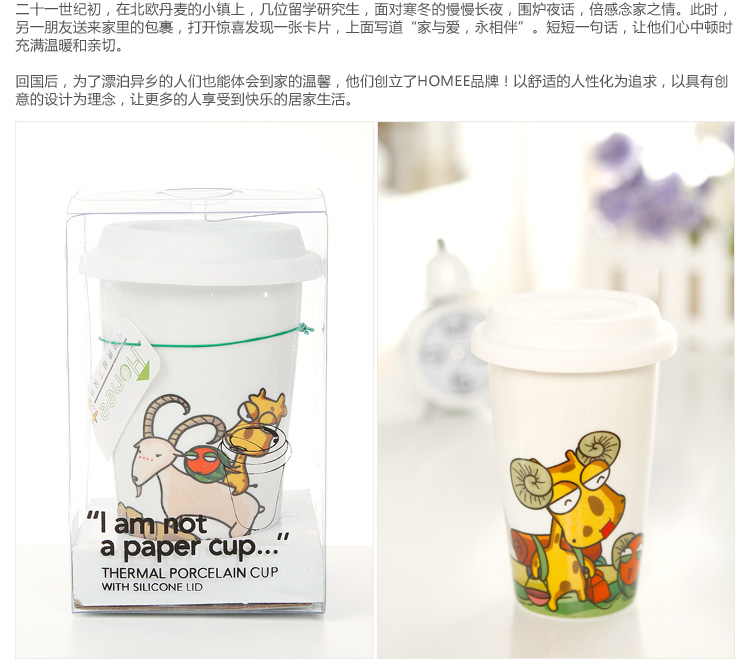 二十一世纪初，在北欧丹麦的小镇上，几位留学研究生，面对寒冬的慢慢长夜，围炉夜话，倍感念家之情。此时，
另一朋友送来家里的包裹，打开惊喜发现一张卡片，上面写道“家与爱，永相伴”。短短一句话，让他们心中顿时
充满温暖和亲切。
回国后，为了漂泊异乡的人们也能体会到家的温馨，他们创立了HOMEE品牌！以舒适的人性化为追求，以具有创
意的设计为理念，让更多的人享受到快乐的居家生活。
Homee
“I am not
a paper cup...”
THERMAL PORCELAIN CUP
WITH SILICONE LID